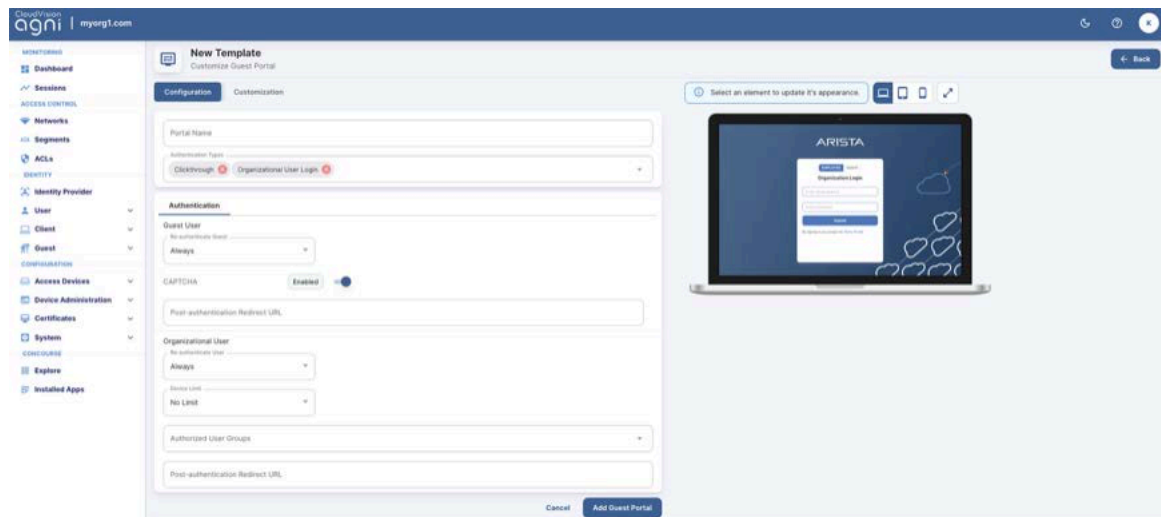 CloudVision
agni | myorg1.com
K
MONITORING
Dashboard
Sessions
ACCESS CONTROL
Networks
Segments
ACLs
IDENTITY
Identity Provider
User
Client
Guest
CONFIGURATION
Access Devices
Device Administration
Certificates
System
CONCOURSE
Explore
Installed Apps
New Template
Customize Guest Portal
← Back
Configuration
Customization
Portal Name
Authentication Types
Clickthrough
Organizational User Login
Authentication
Guest User
Re-authenticate Guest
Always
CAPTCHA
Enabled
Post-authentication Redirect URL
Organizational User
Re-authenticate User
Always
Device Limit
No Limit
Authorized User Groups
Post-authentication Redirect URL
Cancel
Add Guest Portal
Select an element to update it's appearance.
ARISTA
Organization Login